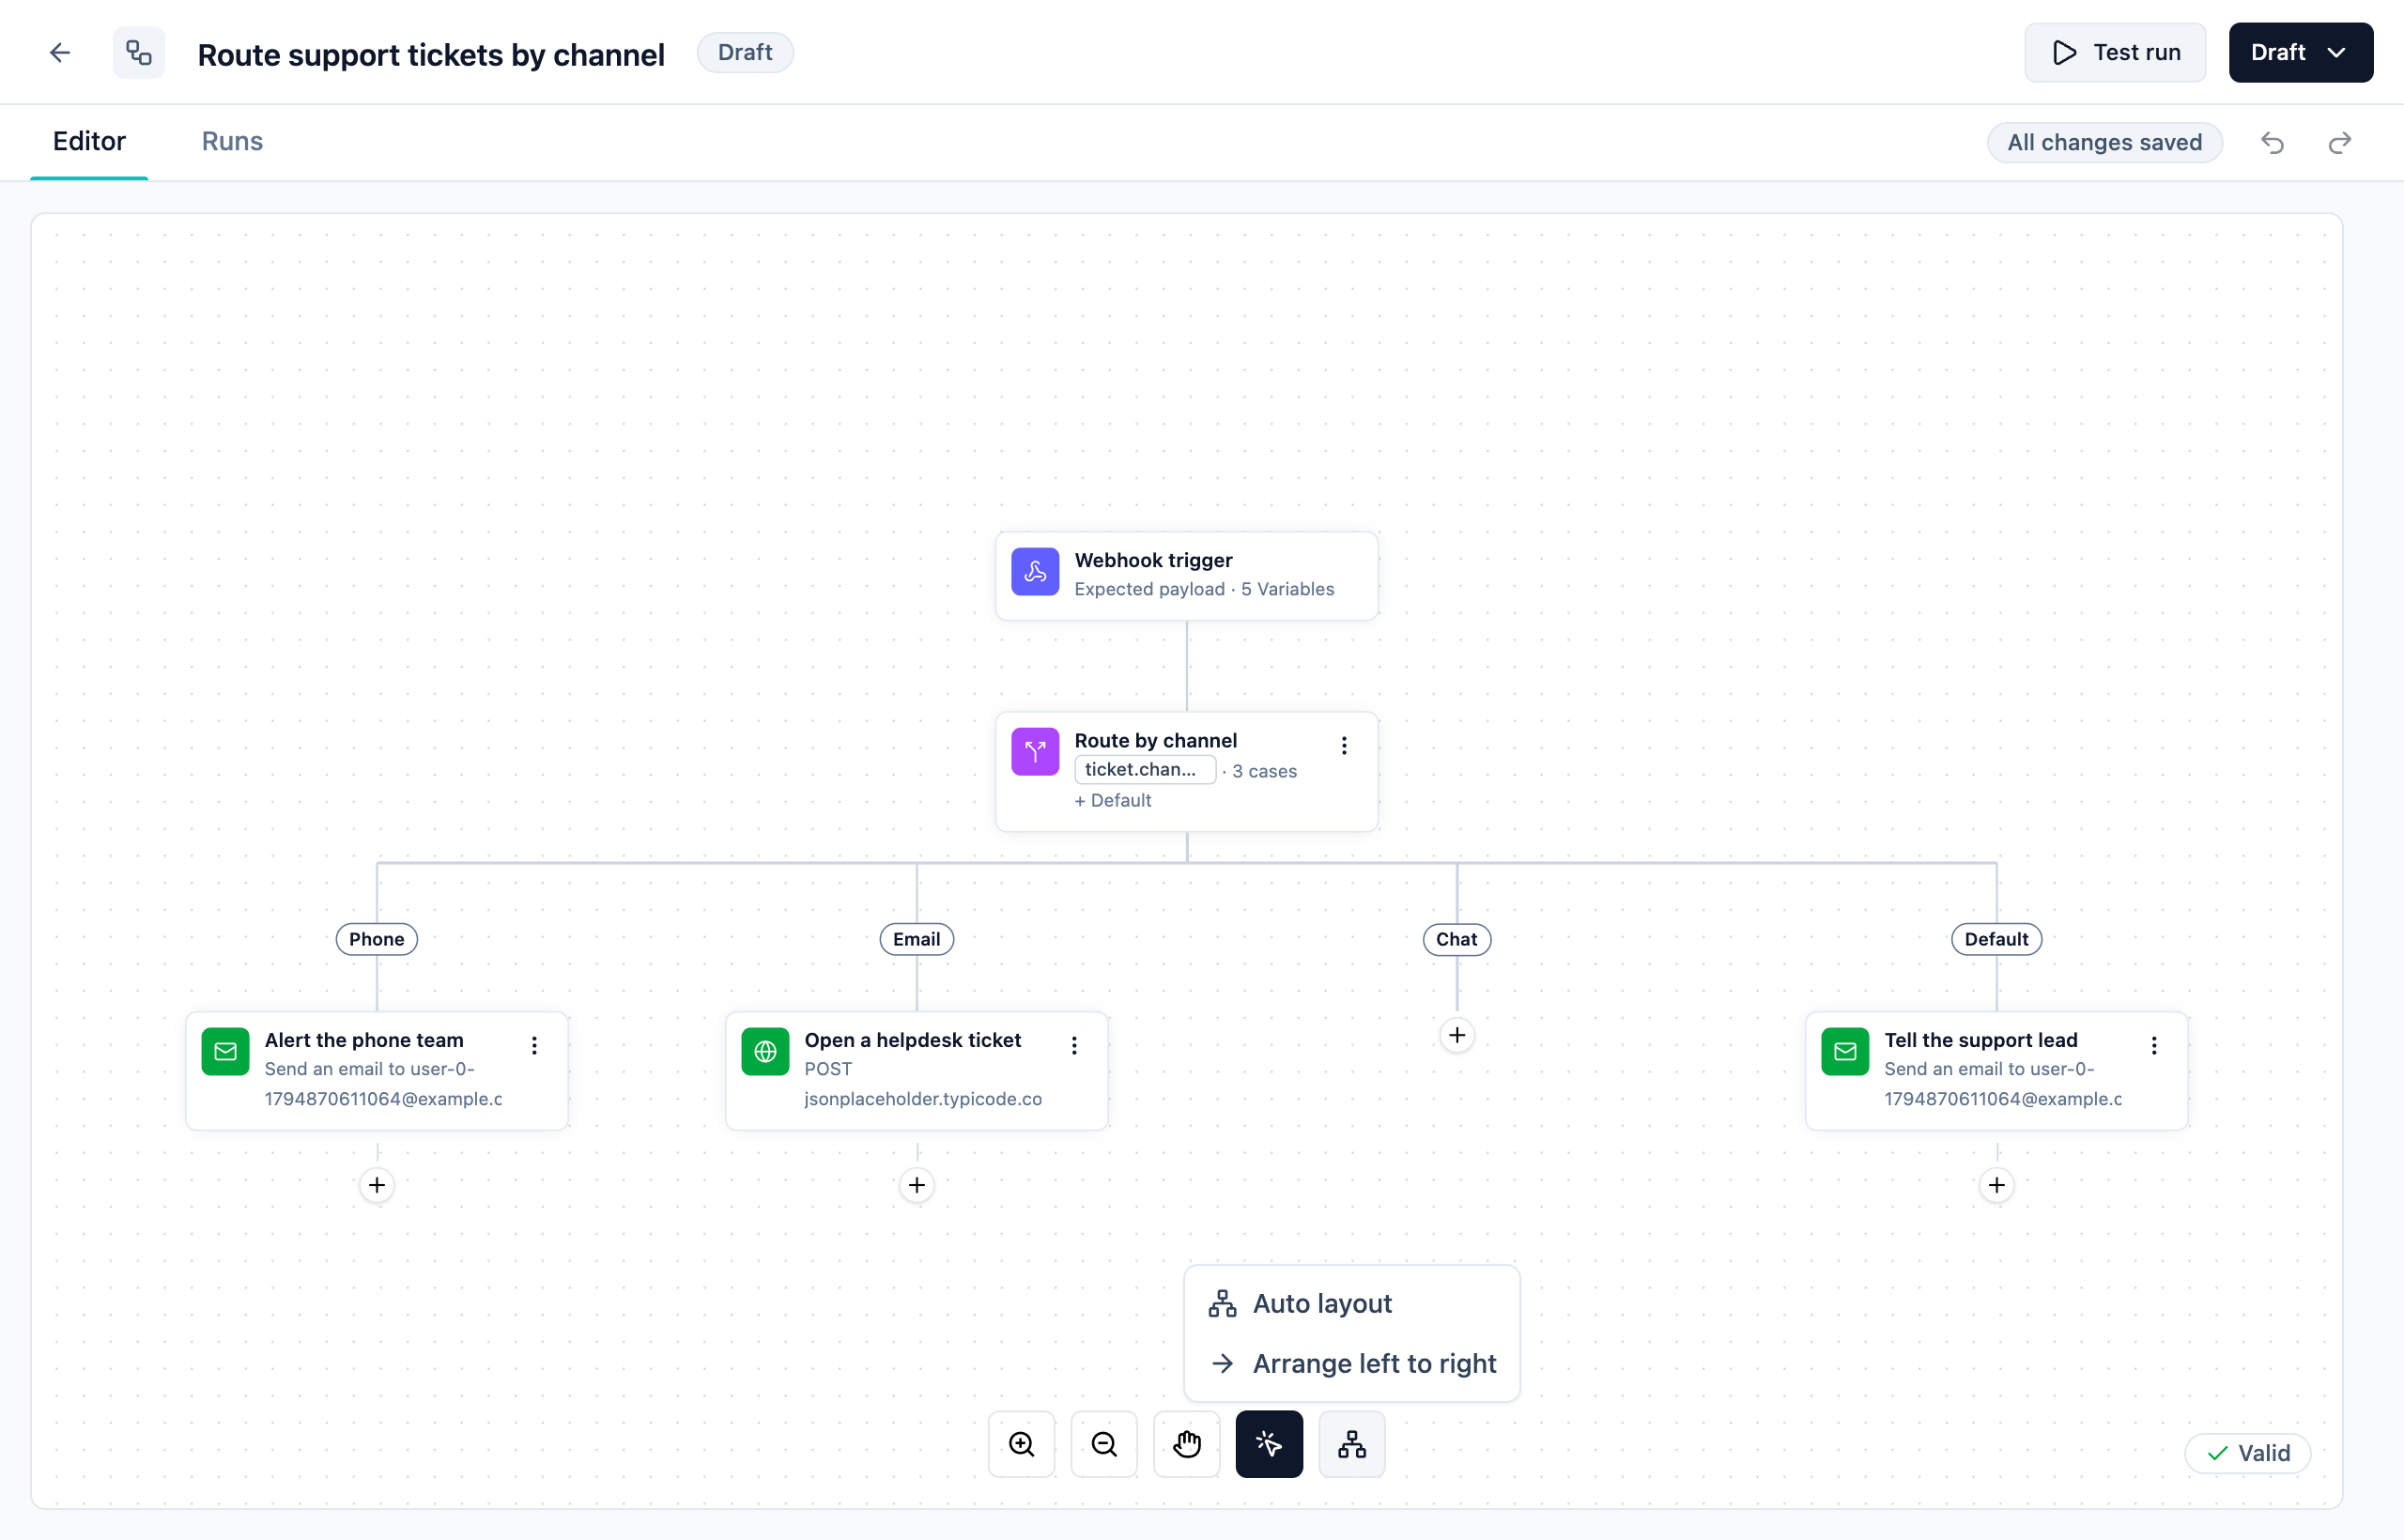 Route support tickets by channel
Draft
Test run
Draft
Editor
Runs
All changes saved
Webhook trigger
Expected payload · 5 Variables
Route by channel
ticket.chan... · 3 cases
+ Default
Phone
Email
Chat
Default
Alert the phone team
Send an email to user-0-
1794870611064@example.c
Open a helpdesk ticket
POST
jsonplaceholder.typicode.co
Tell the support lead
Send an email to user-0-
1794870611064@example.c
Auto layout
Arrange left to right
Valid